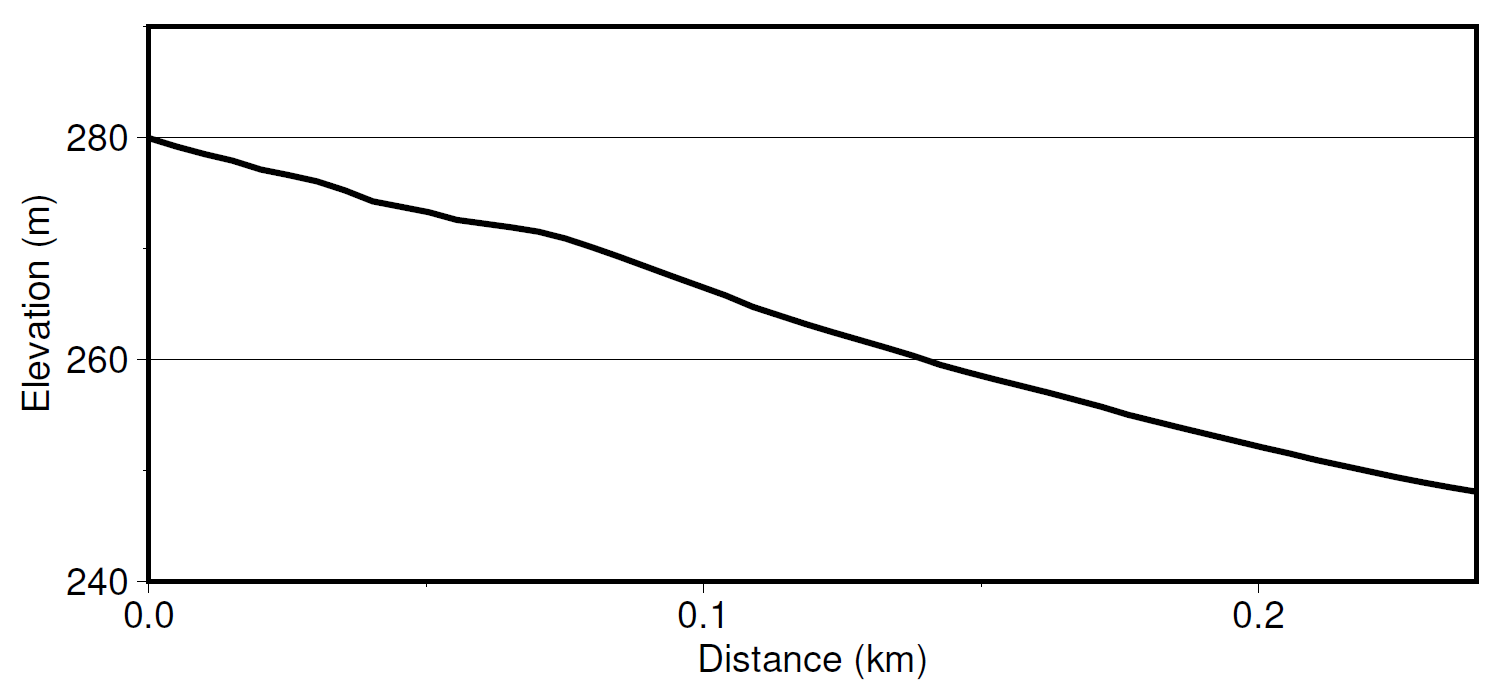 280
260
240
Elevation (m)
0.0 0.1 0.2
Distance (km)